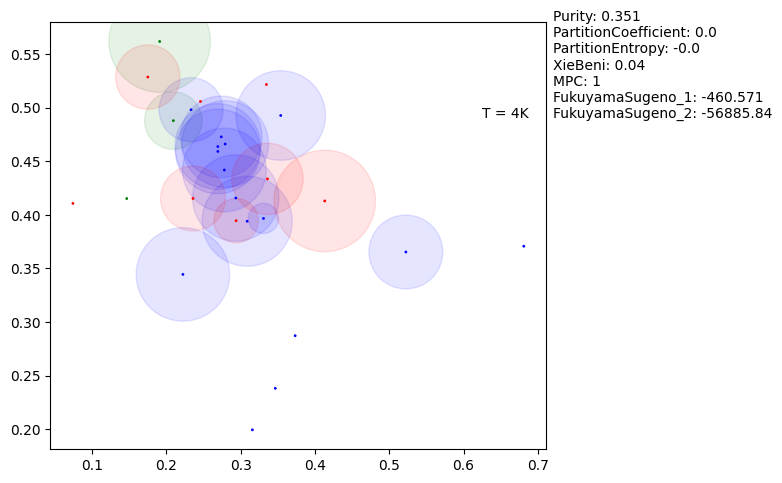 Purity: 0.351
PartitionCoefficient: 0.0
PartitionEntropy: -0.0
XieBeni: 0.04
MPC: 1
FukuyamaSugeno_1: -460.571
FukuyamaSugeno_2: -56885.84
T = 4K
0.55
0.50
0.45
0.40
0.35
0.30
0.25
0.20
0.1 0.2 0.3 0.4 0.5 0.6 0.7